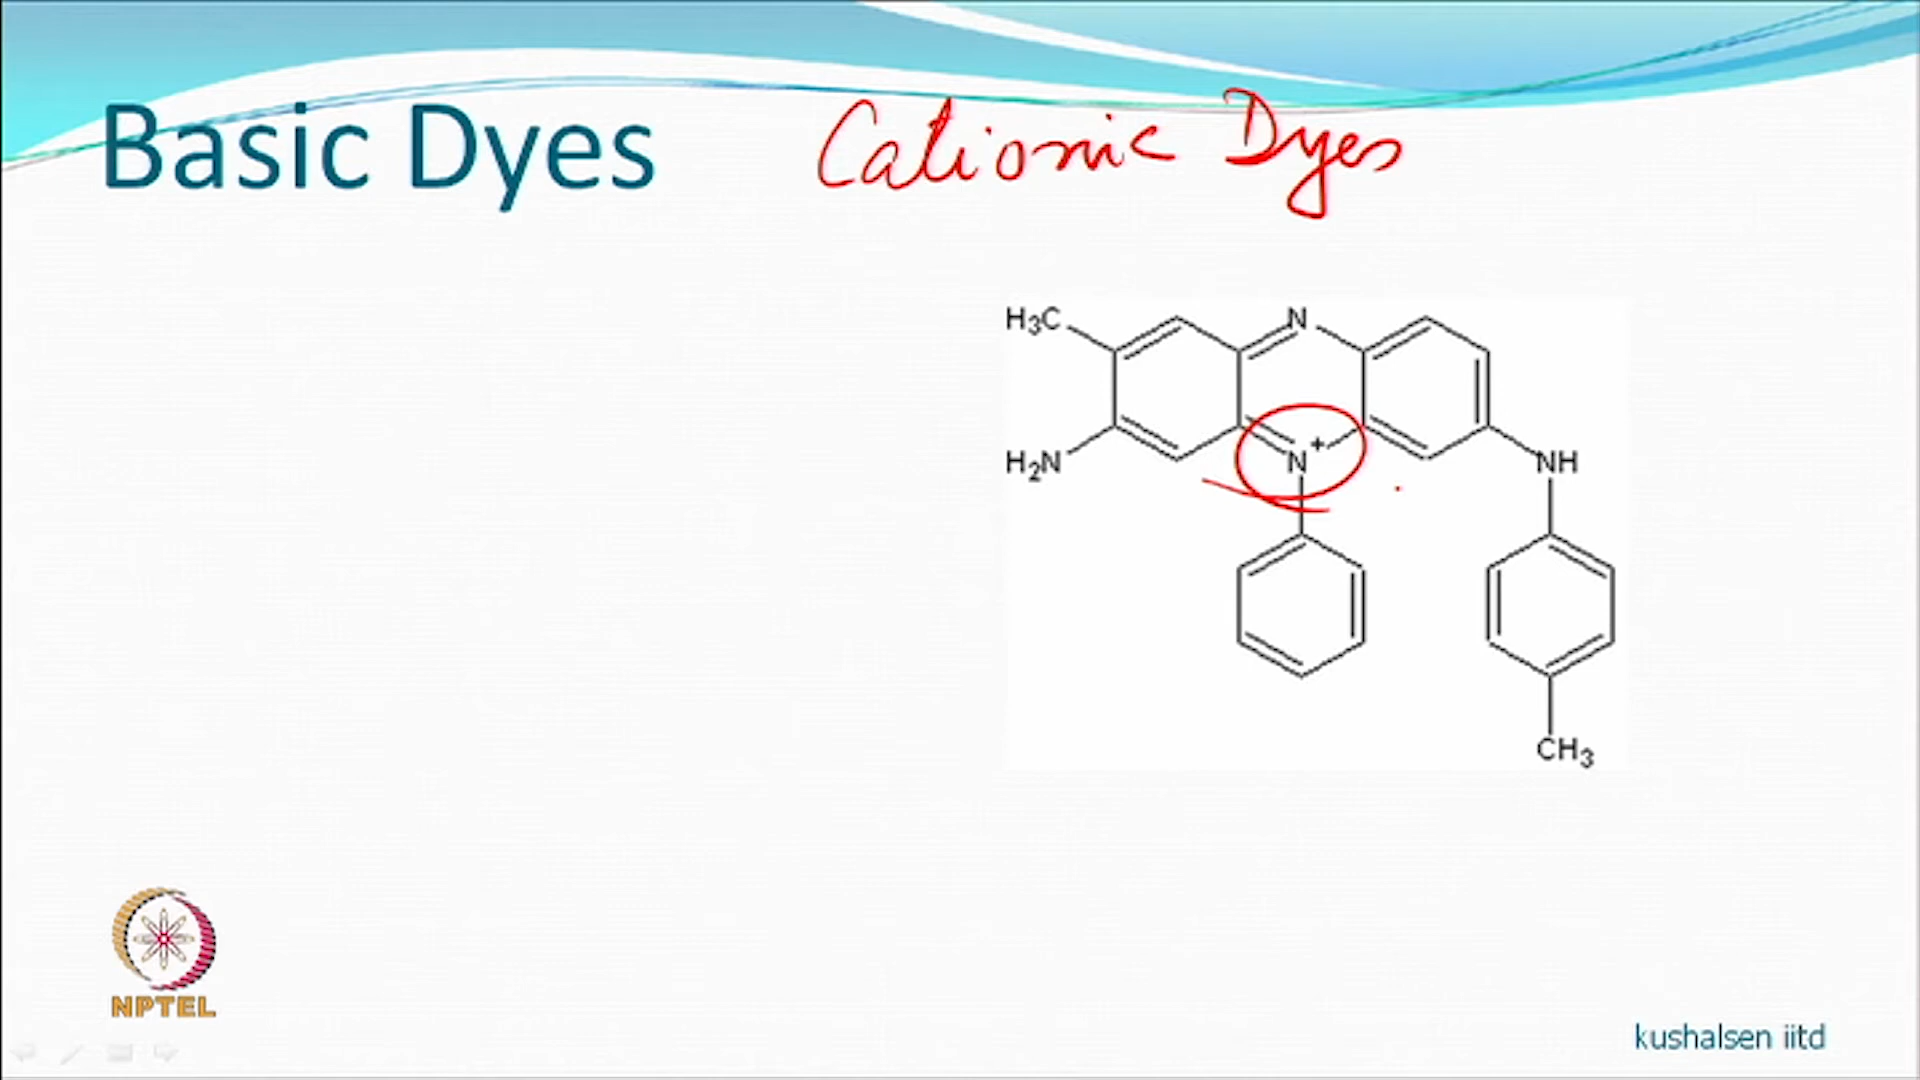 Basic Dyes Cationic Dyes
H3C N
H2N N+ NH
CH3
NPTEL
kushalsen iitd